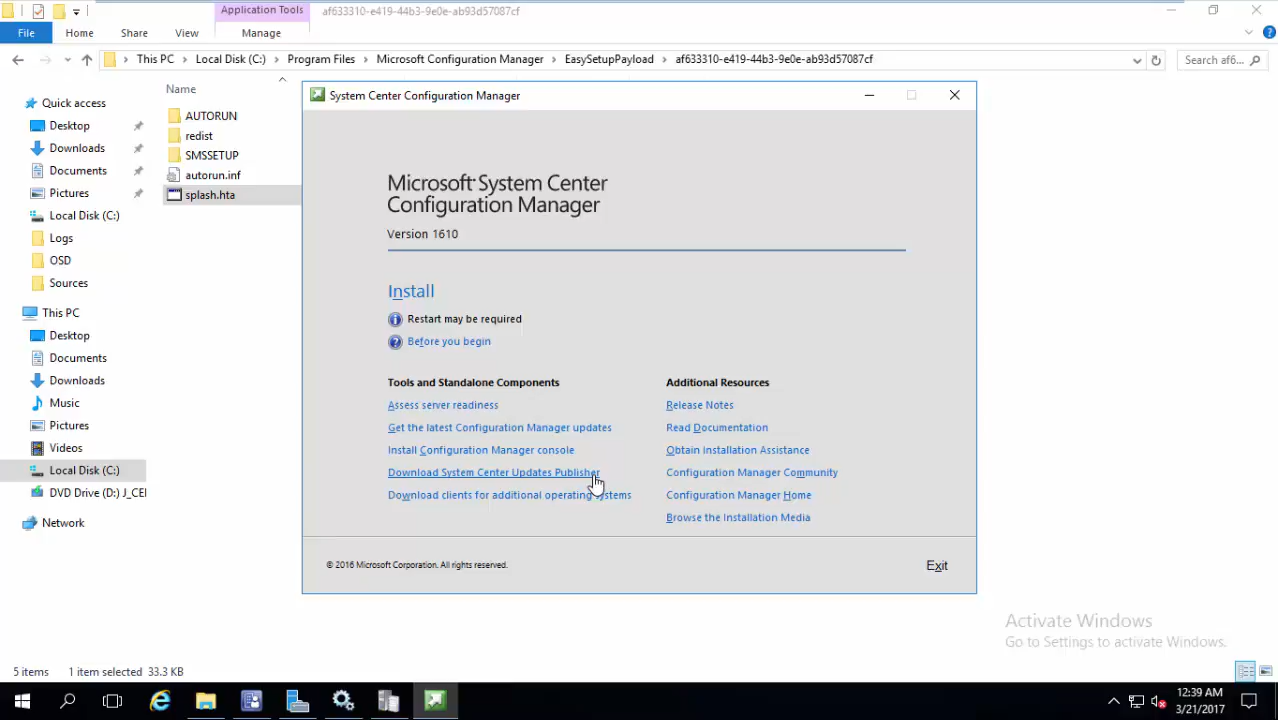 Application Tools
af633310-e419-44b3-9e0e-ab93d57087cf
File
Home
Share
View
Manage
This PC
Local Disk (C:)
Program Files
Microsoft Configuration Manager
EasySetupPayload
af633310-e419-44b3-9e0e-ab93d57087cf
Search af6...
Quick access
Desktop
Downloads
Documents
Pictures
Local Disk (C:)
Logs
OSD
Sources
This PC
Desktop
Documents
Downloads
Music
Pictures
Videos
Local Disk (C:)
DVD Drive (D:) J_CEI
Network
Name
AUTORUN
redist
SMSSETUP
autorun.inf
splash.hta
System Center Configuration Manager
Microsoft System Center
Configuration Manager
Version 1610
Install
Restart may be required
Before you begin
Tools and Standalone Components
Assess server readiness
Get the latest Configuration Manager updates
Install Configuration Manager console
Download System Center Updates Publisher
Download clients for additional operating systems
Additional Resources
Release Notes
Read Documentation
Obtain Installation Assistance
Configuration Manager Community
Configuration Manager Home
Browse the Installation Media
© 2016 Microsoft Corporation. All rights reserved.
Exit
Activate Windows
Go to Settings to activate Windows.
5 items
1 item selected 33.3 KB
12:39 AM
3/21/2017